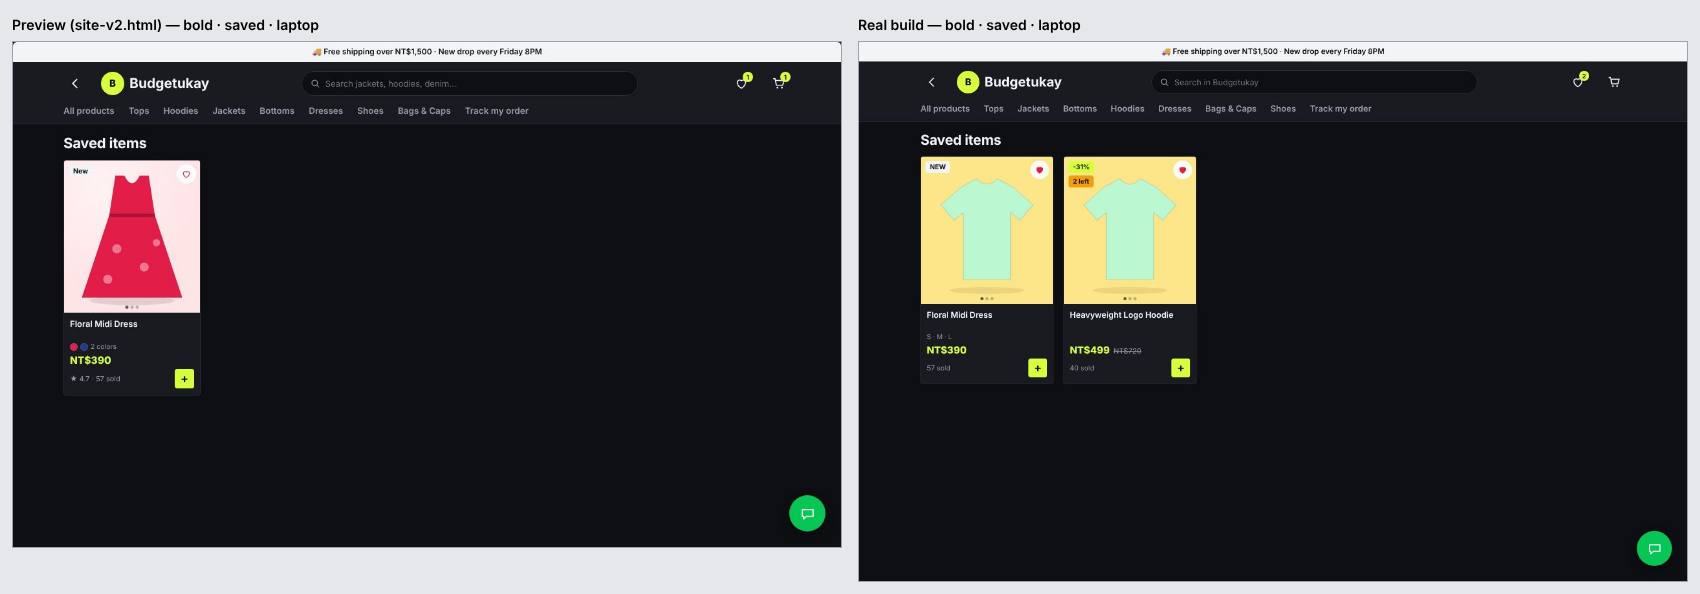 Preview (site-v2.html) — bold · saved · laptop
🚚 Free shipping over NT$1,500 · New drop every Friday 8PM
B Budgetukay
Search jackets, hoodies, denim...
1
1
All products Tops Hoodies Jackets Bottoms Dresses Shoes Bags & Caps Track my order
Saved items
New
Floral Midi Dress
2 colors
NT$390
★ 4.7 · 57 sold
+
Real build — bold · saved · laptop
🚚 Free shipping over NT$1,500 · New drop every Friday 8PM
B Budgetukay
Search in Budgetukay
2
All products Tops Jackets Bottoms Hoodies Dresses Bags & Caps Shoes Track my order
Saved items
NEW
Floral Midi Dress
S · M · L
NT$390
57 sold
+
-31%
2 left
Heavyweight Logo Hoodie
NT$499 NT$720
40 sold
+